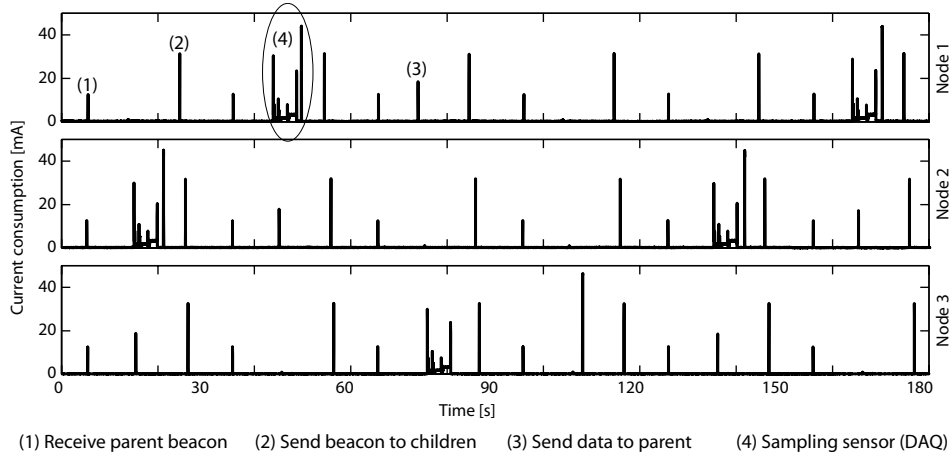 40
20
0
(1)
(2)
(4)
(3)
Node 1
40
20
0
Node 2
40
20
0
Node 3
Current consumption [mA]
0 30 60 90 120 150 180
Time [s]
(1) Receive parent beacon (2) Send beacon to children (3) Send data to parent (4) Sampling sensor (DAQ)